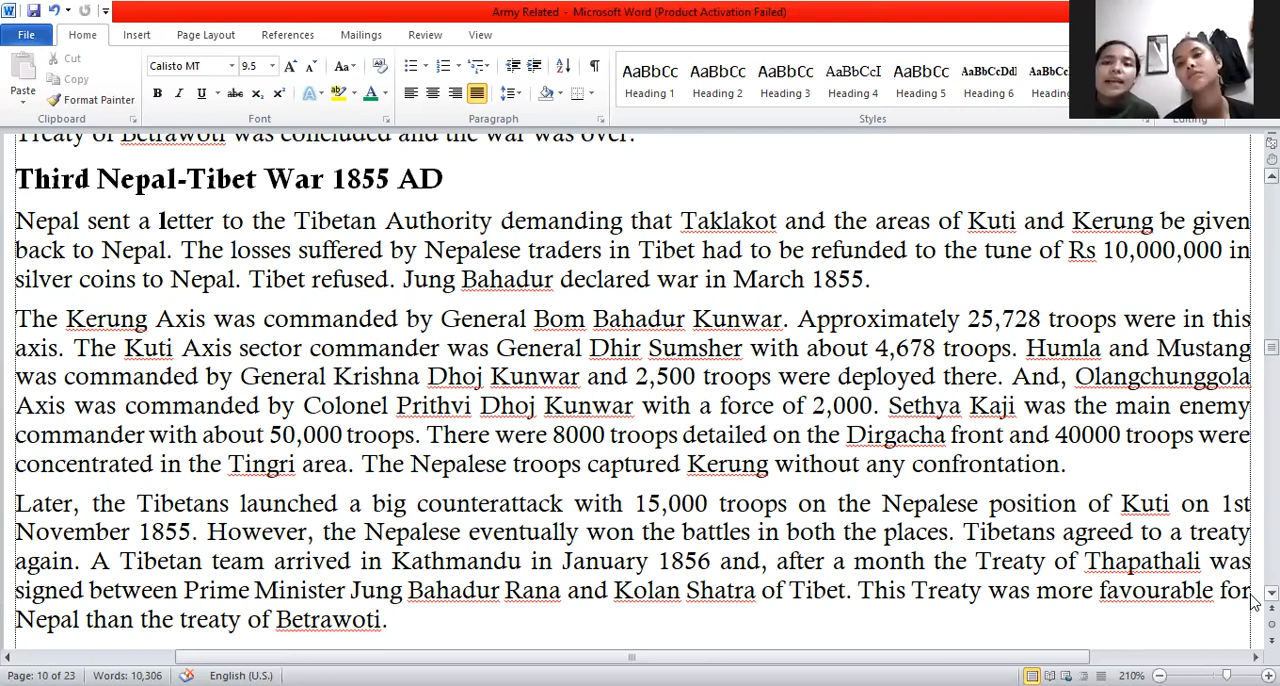 Army Related - Microsoft Word (Product Activation Failed)
File Home Insert Page Layout References Mailings Review View
Cut
Copy
Paste
Format Painter
Calisto MT 9.5
AaBbCc AaBbCc AaBbCc AaBbCcI AaBbCc AaBbCcDd AaBbCc
Heading 1 Heading 2 Heading 3 Heading 4 Heading 5 Heading 6 Heading
Clipboard Font Paragraph Styles Editing
Treaty of Betrawoti was concluded and the war was over.
Third Nepal-Tibet War 1855 AD
Nepal sent a letter to the Tibetan Authority demanding that Taklakot and the areas of Kuti and Kerung be given
back to Nepal. The losses suffered by Nepalese traders in Tibet had to be refunded to the tune of Rs 10,000,000 in
silver coins to Nepal. Tibet refused. Jung Bahadur declared war in March 1855.
The Kerung Axis was commanded by General Bom Bahadur Kunwar. Approximately 25,728 troops were in this
axis. The Kuti Axis sector commander was General Dhir Sumsher with about 4,678 troops. Humla and Mustang
was commanded by General Krishna Dhoj Kunwar and 2,500 troops were deployed there. And, Olangchunggola
Axis was commanded by Colonel Prithvi Dhoj Kunwar with a force of 2,000. Sethya Kaji was the main enemy
commander with about 50,000 troops. There were 8000 troops detailed on the Dirgacha front and 40000 troops were
concentrated in the Tingri area. The Nepalese troops captured Kerung without any confrontation.
Later, the Tibetans launched a big counterattack with 15,000 troops on the Nepalese position of Kuti on 1st
November 1855. However, the Nepalese eventually won the battles in both the places. Tibetans agreed to a treaty
again. A Tibetan team arrived in Kathmandu in January 1856 and, after a month the Treaty of Thapathali was
signed between Prime Minister Jung Bahadur Rana and Kolan Shatra of Tibet. This Treaty was more favourable for
Nepal than the treaty of Betrawoti.
Page: 10 of 23 Words: 10,306 English (U.S.) 210%